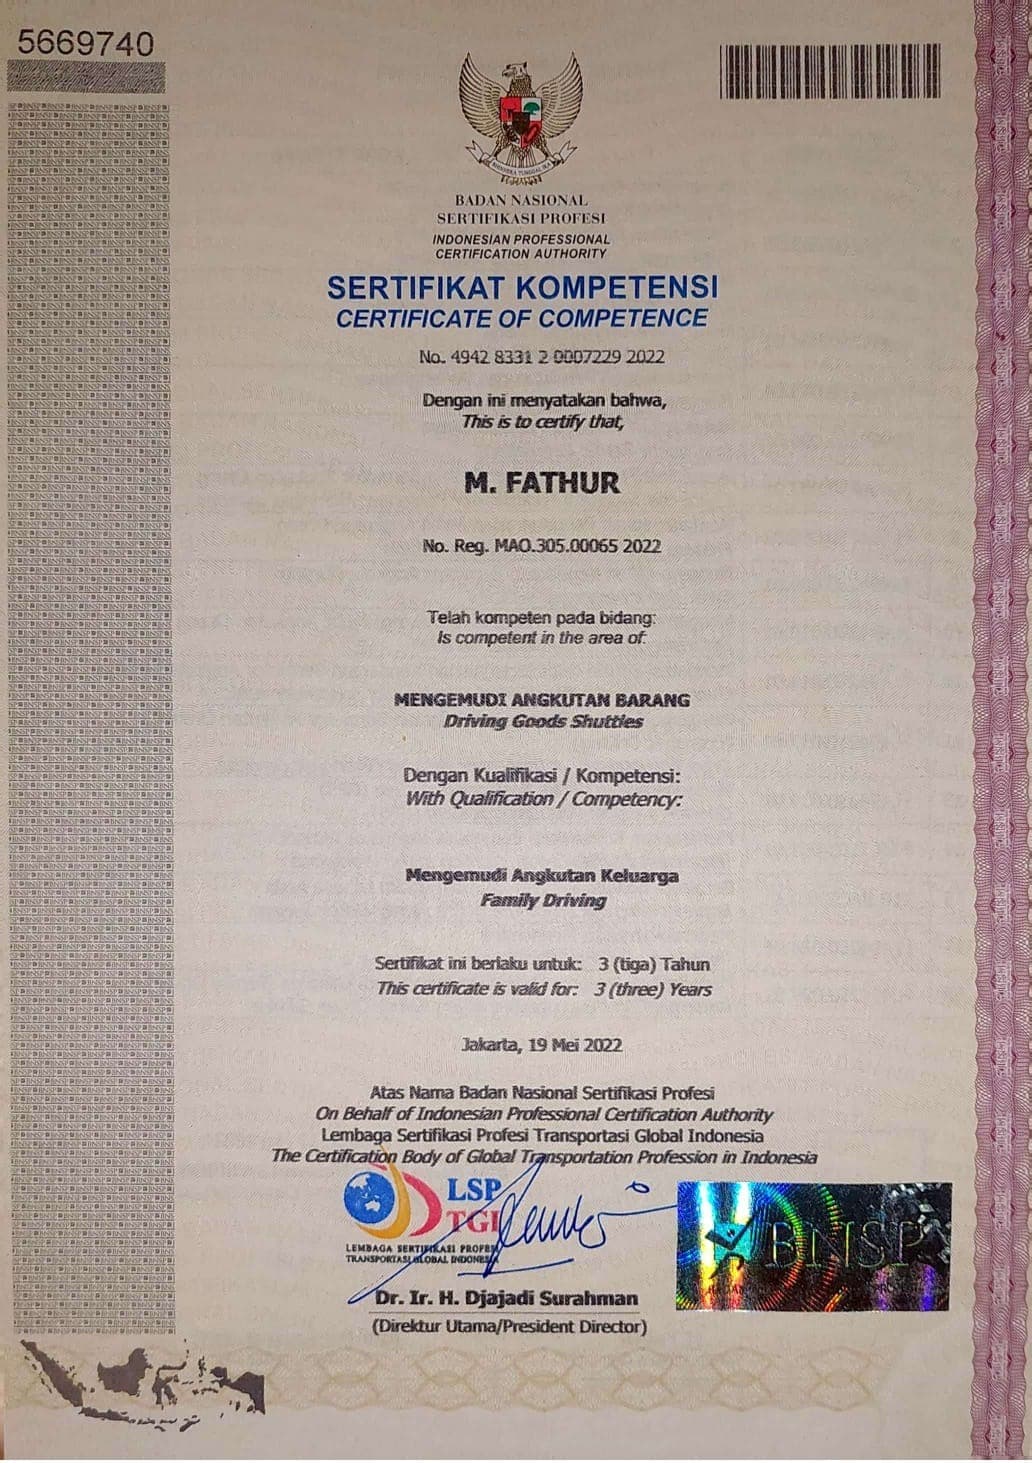 5669740
BHINNEKA TUNGGAL IKA
BADAN NASIONAL
SERTIFIKASI PROFESI
INDONESIAN PROFESSIONAL
CERTIFICATION AUTHORITY
SERTIFIKAT KOMPETENSI
CERTIFICATE OF COMPETENCE
No. 4942 8331 2 0007229 2022
Dengan ini menyatakan bahwa,
This is to certify that,
M. FATHUR
No. Reg. MAO.305.00065 2022
Telah kompeten pada bidang:
Is competent in the area of:
MENGEMUDI ANGKUTAN BARANG
Driving Goods Shuttles
Dengan Kualifikasi / Kompetensi:
With Qualification / Competency:
Mengemudi Angkutan Keluarga
Family Driving
Sertifikat ini berlaku untuk: 3 (tiga) Tahun
This certificate is valid for: 3 (three) Years
Jakarta, 19 Mei 2022
Atas Nama Badan Nasional Sertifikasi Profesi
On Behalf of Indonesian Professional Certification Authority
Lembaga Sertifikasi Profesi Transportasi Global Indonesia
The Certification Body of Global Transportation Profession in Indonesia
LSP
TGI
LEMBAGA SERTIFIKASI PROFESI
TRANSPORTASI GLOBAL INDONESIA
BNSP
Dr. Ir. H. Djajadi Surahman
(Direktur Utama/President Director)